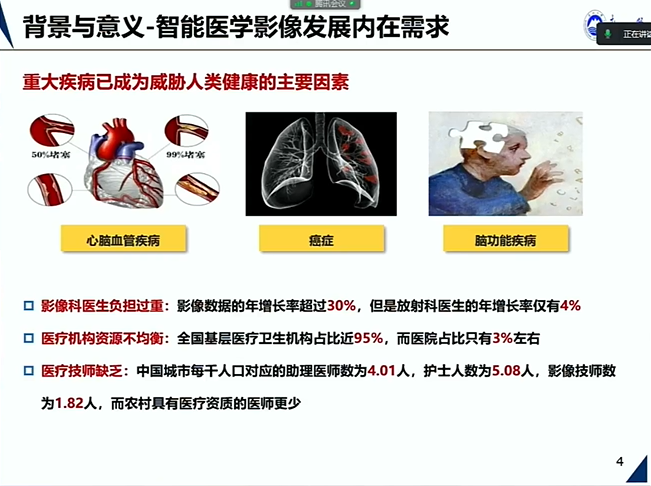 腾讯会议
背景与意义-智能医学影像发展内在需求
正在讲话
重大疾病已成为威胁人类健康的主要因素
50%堵塞
99%堵塞
心脑血管疾病
癌症
脑功能疾病
影像科医生负担过重：影像数据的年增长率超过30%，但是放射科医生的年增长率仅有4%
医疗机构资源不均衡：全国基层医疗卫生机构占比近95%，而医院占比只有3%左右
医疗技师缺乏：中国城市每千人口对应的助理医师数为4.01人，护士人数为5.08人，影像技师数
为1.82人，而农村具有医疗资质的医师更少
4